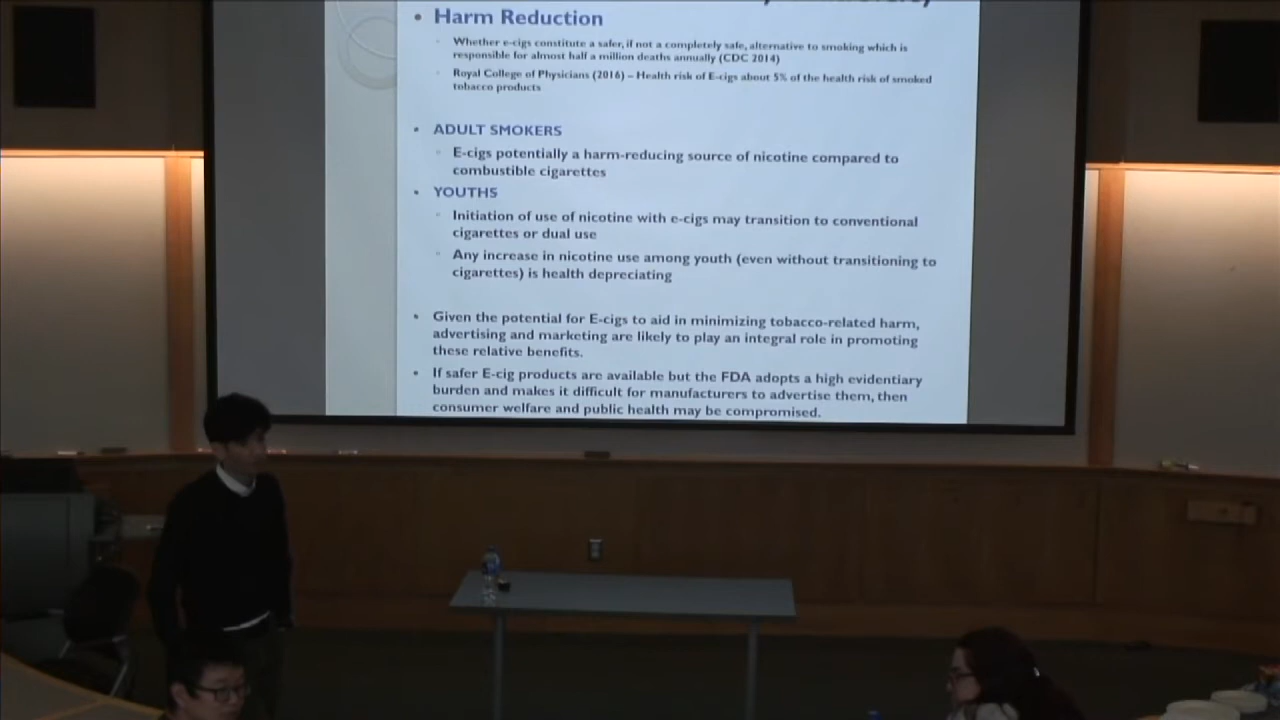 • Harm Reduction
Whether e-cigs constitute a safer, if not a completely safe, alternative to smoking which is
responsible for almost half a million deaths annually (CDC 2014)
Royal College of Physicians (2016) – Health risk of E-cigs about 5% of the health risk of smoked
tobacco products
• ADULT SMOKERS
E-cigs potentially a harm-reducing source of nicotine compared to
combustible cigarettes
• YOUTHS
Initiation of use of nicotine with e-cigs may transition to conventional
cigarettes or dual use
Any increase in nicotine use among youth (even without transitioning to
cigarettes) is health depreciating
• Given the potential for E-cigs to aid in minimizing tobacco-related harm,
advertising and marketing are likely to play an integral role in promoting
these relative benefits.
• If safer E-cig products are available but the FDA adopts a high evidentiary
burden and makes it difficult for manufacturers to advertise them, then
consumer welfare and public health may be compromised.